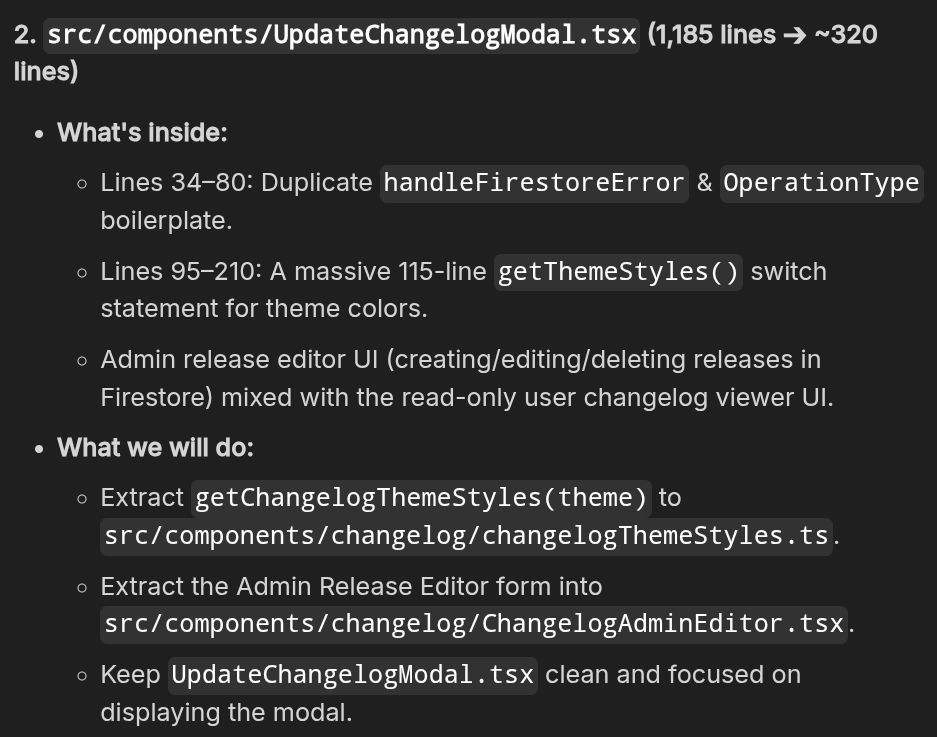 2. src/components/UpdateChangelogModal.tsx (1,185 lines → ~320
lines)
• What's inside:
○ Lines 34–80: Duplicate handleFirestoreError & OperationType
boilerplate.
○ Lines 95–210: A massive 115-line getThemeStyles() switch
statement for theme colors.
○ Admin release editor UI (creating/editing/deleting releases in
Firestore) mixed with the read-only user changelog viewer UI.
• What we will do:
○ Extract getChangelogThemeStyles(theme) to
src/components/changelog/changelogThemeStyles.ts.
○ Extract the Admin Release Editor form into
src/components/changelog/ChangelogAdminEditor.tsx.
○ Keep UpdateChangelogModal.tsx clean and focused on
displaying the modal.